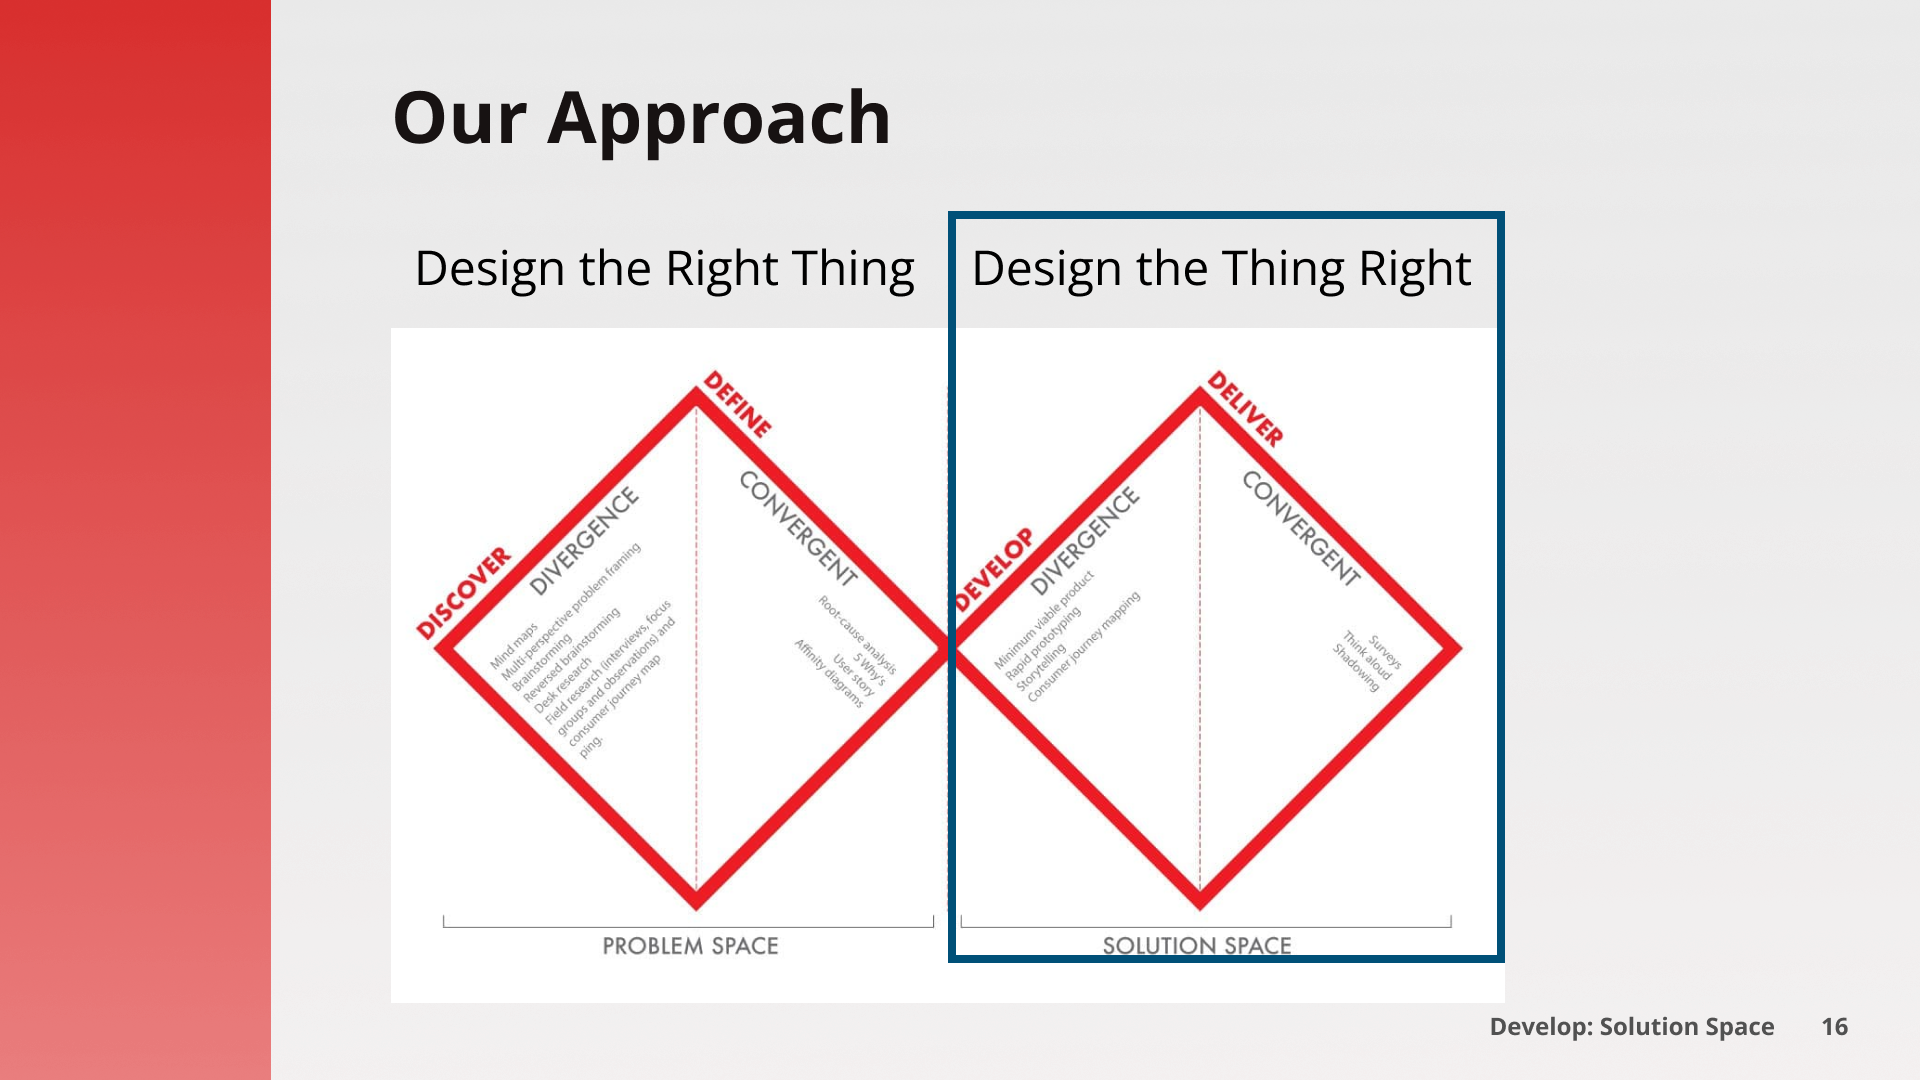 Our Approach
Design the Right Thing
Design the Thing Right
DISCOVER
DEFINE
DIVERGENCE
CONVERGENT
Mind maps
Multi-perspective problem framing
Brainstorming
Reversed brainstorming
Desk research
Field research (interviews, focus
groups and observations) and
consumer journey map
ping.
Root-cause analysis
5 Why's
User story
Affinity diagrams
DEVELOP
DELIVER
DIVERGENCE
CONVERGENT
Minimum viable product
Rapid prototyping
Storytelling
Consumer journey mapping
Surveys
Think aloud
Shadowing
PROBLEM SPACE
SOLUTION SPACE
Develop: Solution Space 16